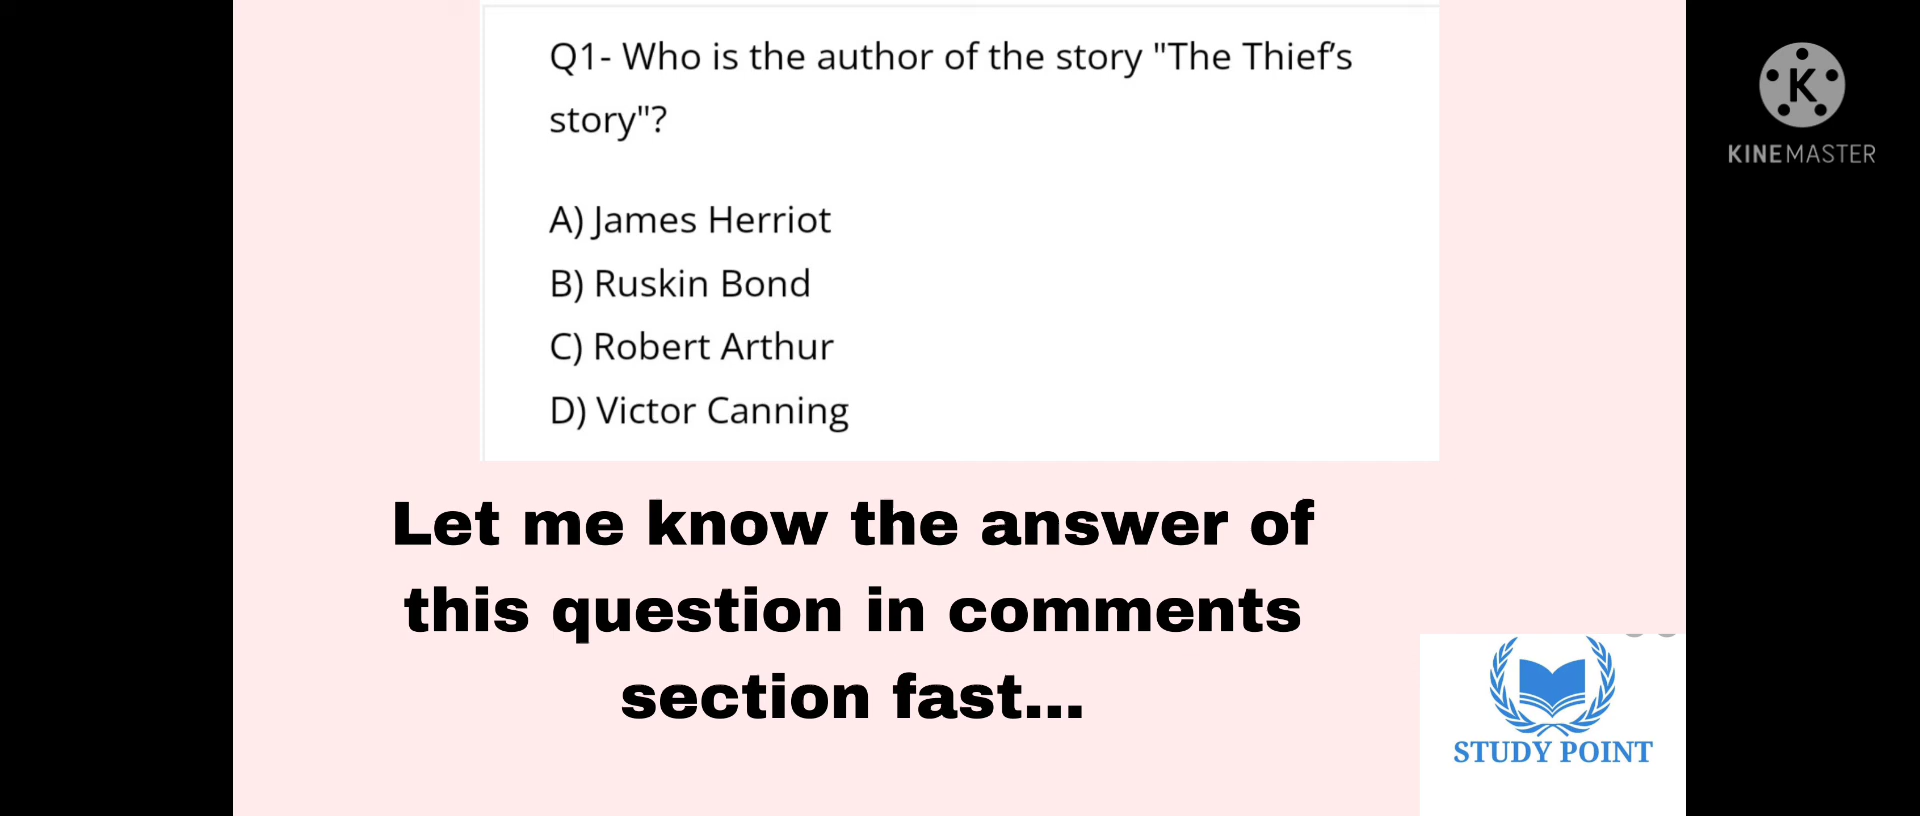 Q1- Who is the author of the story "The Thief's
story"?
A) James Herriot
B) Ruskin Bond
C) Robert Arthur
D) Victor Canning
Let me know the answer of
this question in comments
section fast...
K
KINEMASTER
STUDY POINT